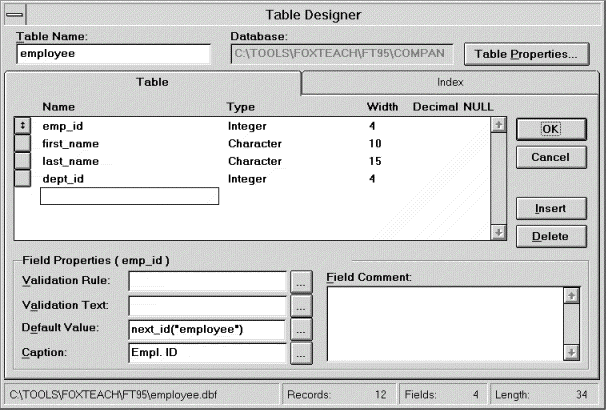 Table Designer
Table Name:
Database:
employee
C:\TOOLS\FOXTEACH\FT95\COMPAN
Table Properties...
Table
Index
Name Type Width Decimal NULL
emp_id Integer 4
first_name Character 10
last_name Character 15
dept_id Integer 4
OK
Cancel
Insert
Delete
Field Properties ( emp_id )
Validation Rule: ...
Validation Text: ...
Default Value: next_id("employee") ...
Caption: Empl. ID ...
Field Comment:
C:\TOOLS\FOXTEACH\FT95\employee.dbf Records: 12 Fields: 4 Length: 34